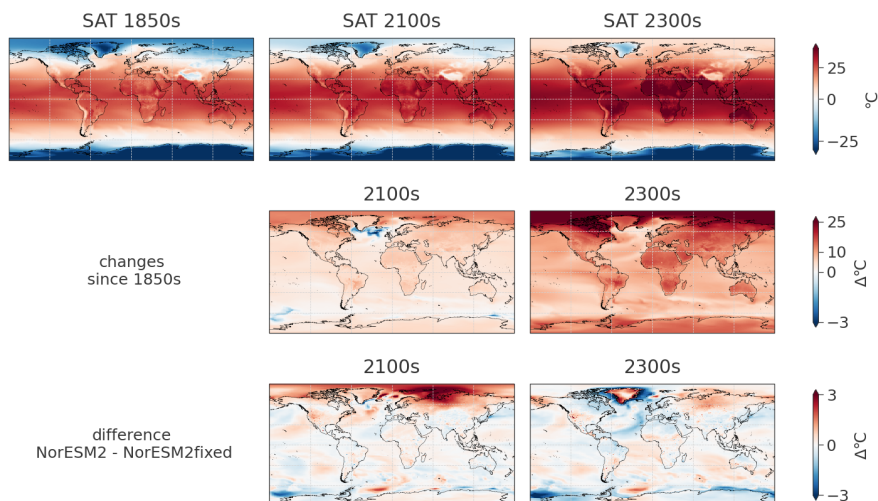 SAT 1850s
SAT 2100s
SAT 2300s
25
0
−25
°C
2100s
2300s
changes
since 1850s
25
10
0
−3
Δ°C
2100s
2300s
difference
NorESM2 - NorESM2fixed
3
0
−3
Δ°C